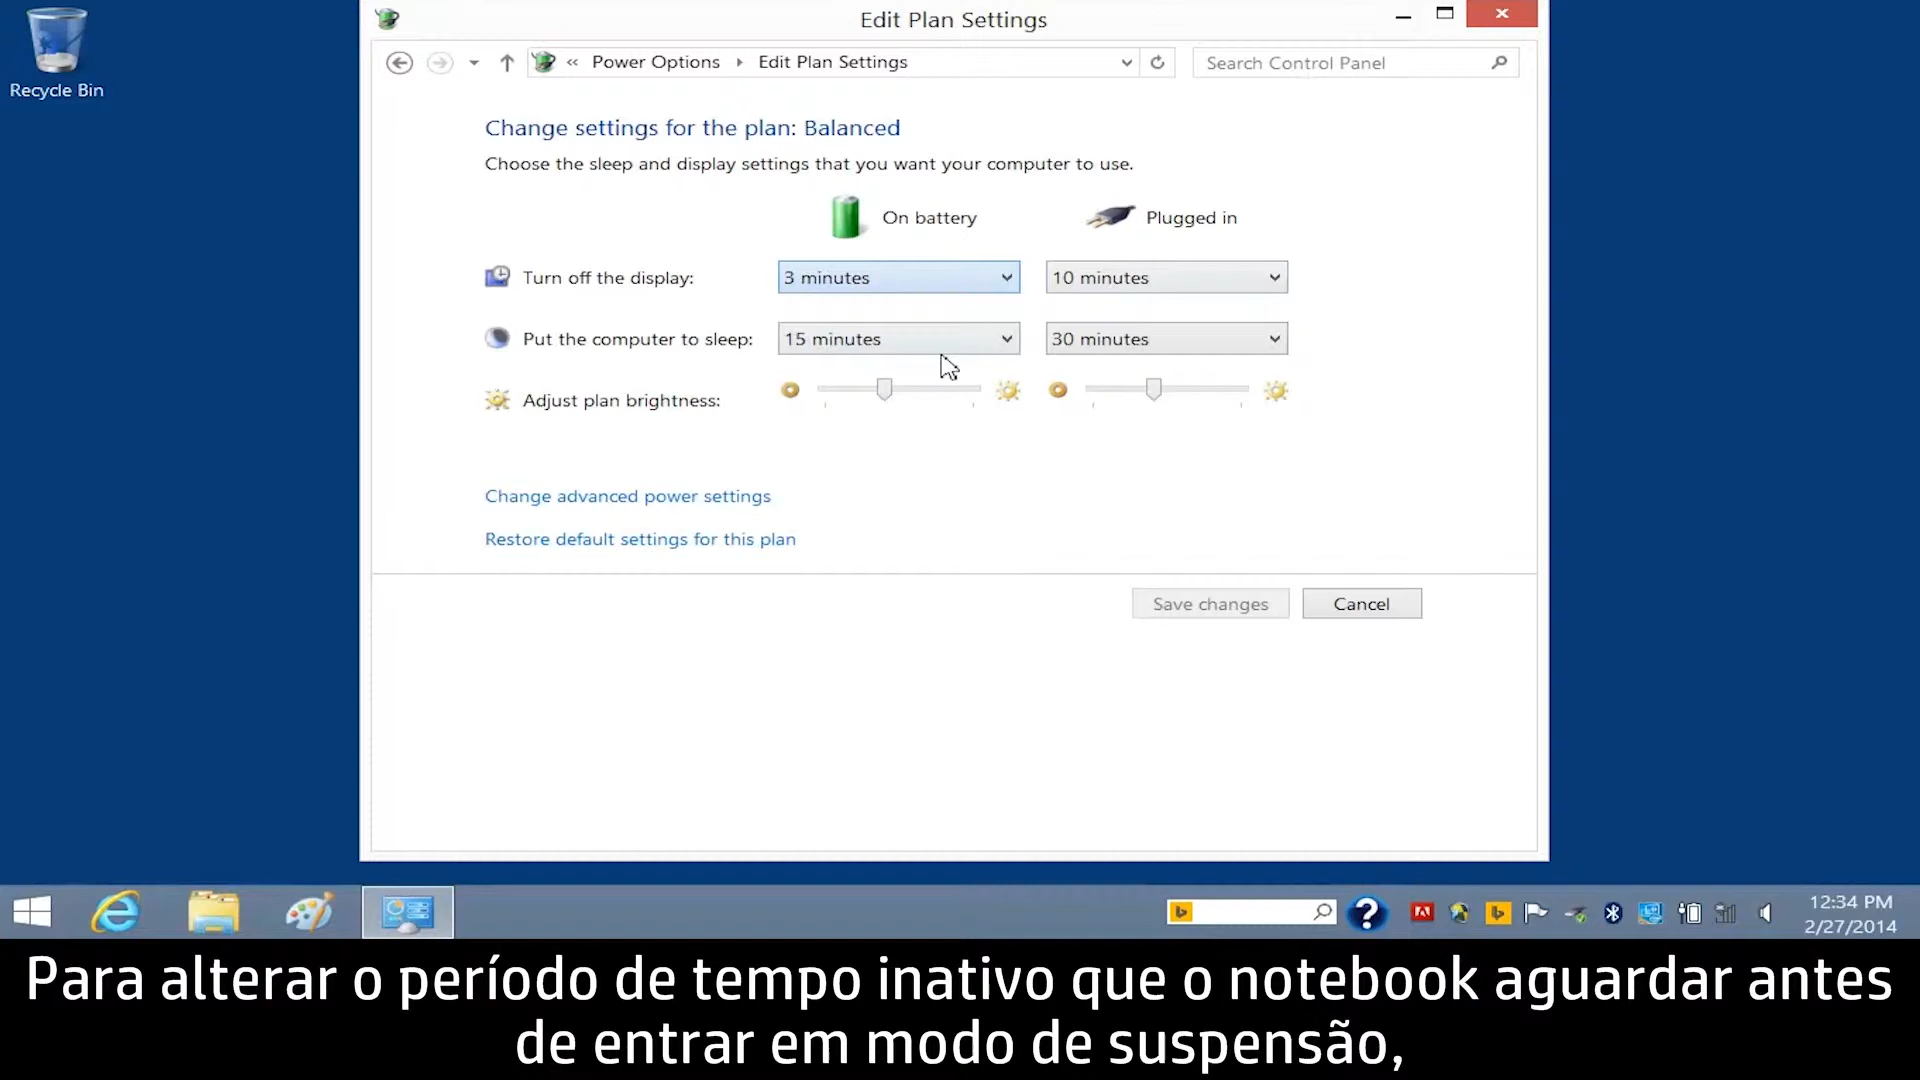 Edit Plan Settings
Recycle Bin
« Power Options Edit Plan Settings
Search Control Panel
Change settings for the plan: Balanced
Choose the sleep and display settings that you want your computer to use.
On battery Plugged in
Turn off the display: 3 minutes 10 minutes
Put the computer to sleep: 15 minutes 30 minutes
Adjust plan brightness:
Change advanced power settings
Restore default settings for this plan
Save changes Cancel
12:34 PM
2/27/2014
Para alterar o período de tempo inativo que o notebook aguardar antes
de entrar em modo de suspensão,